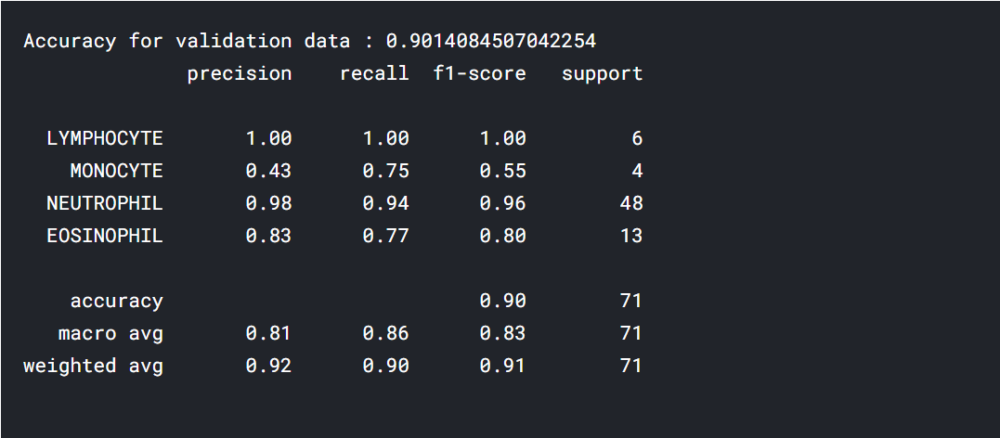 Accuracy for validation data : 0.9014084507042254
precision recall f1-score support
LYMPHOCYTE 1.00 1.00 1.00 6
MONOCYTE 0.43 0.75 0.55 4
NEUTROPHIL 0.98 0.94 0.96 48
EOSINOPHIL 0.83 0.77 0.80 13
accuracy 0.90 71
macro avg 0.81 0.86 0.83 71
weighted avg 0.92 0.90 0.91 71